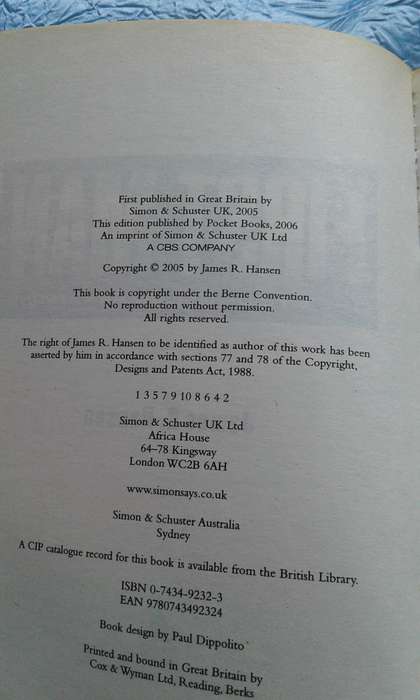 First published in Great Britain by
Simon & Schuster UK, 2005
This edition published by Pocket Books, 2006
An imprint of Simon & Schuster UK Ltd
A CBS COMPANY
Copyright © 2005 by James R. Hansen
This book is copyright under the Berne Convention.
No reproduction without permission.
All rights reserved.
The right of James R. Hansen to be identified as author of this work has been
asserted by him in accordance with sections 77 and 78 of the Copyright,
Designs and Patents Act, 1988.
1 3 5 7 9 10 8 6 4 2
Simon & Schuster UK Ltd
Africa House
64–78 Kingsway
London WC2B 6AH
www.simonsays.co.uk
Simon & Schuster Australia
Sydney
A CIP catalogue record for this book is available from the British Library.
ISBN 0-7434-9232-3
EAN 9780743492324
Book design by Paul Dippolito
Printed and bound in Great Britain by
Cox & Wyman Ltd, Reading, Berks